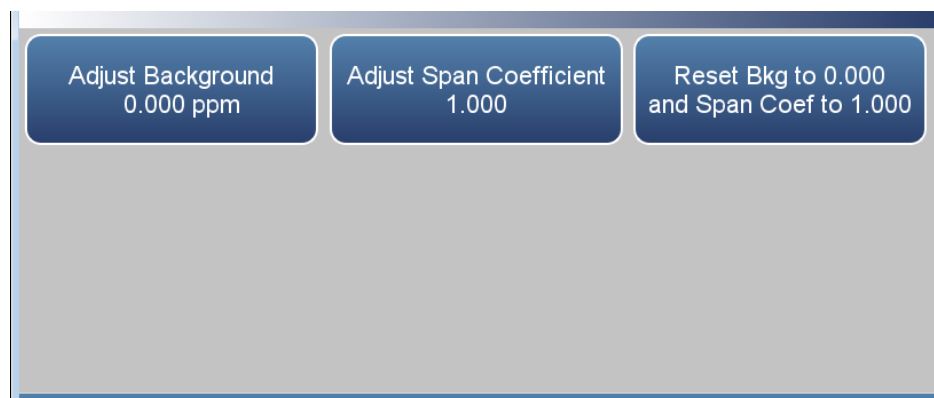 Adjust Background
0.000 ppm
Adjust Span Coefficient
1.000
Reset Bkg to 0.000
and Span Coef to 1.000